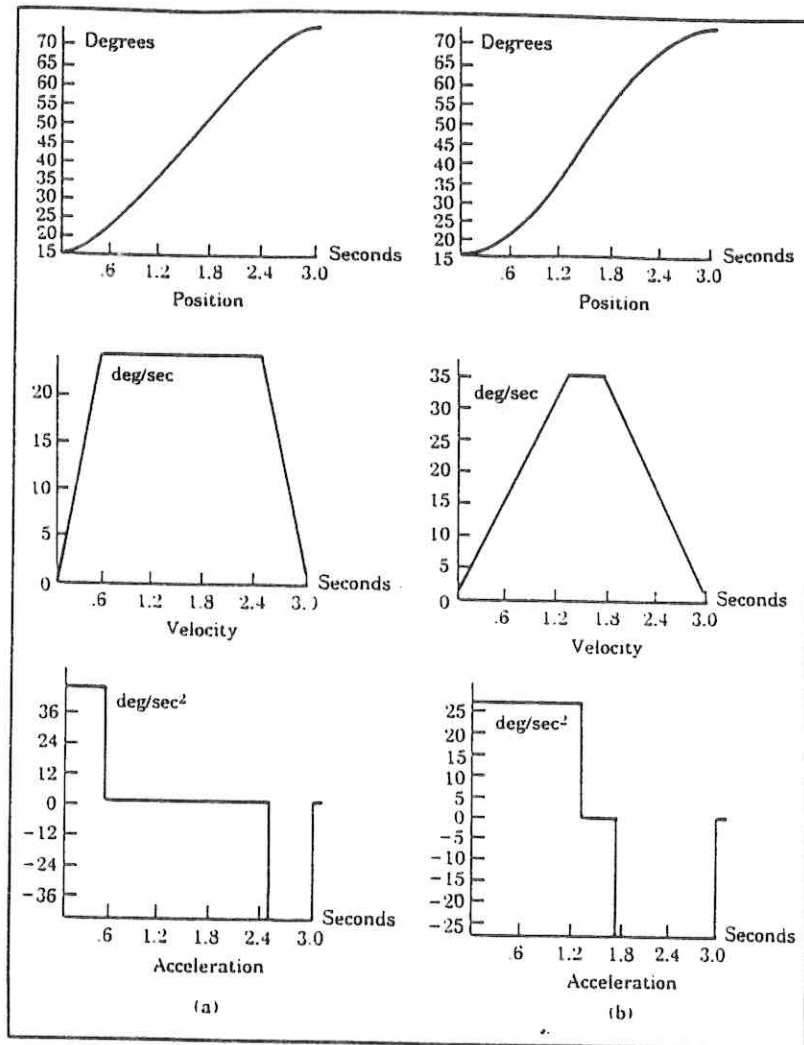 Degrees
70
65
60
55
50
45
40
35
30
25
20
15
.6 1.2 1.8 2.4 3.0 Seconds
Position
Degrees
70
65
60
55
50
45
40
35
30
25
20
15
.6 1.2 1.8 2.4 3.0 Seconds
Position
deg/sec
20
15
10
5
0
.6 1.2 1.8 2.4 3.0 Seconds
Velocity
deg/sec
35
30
25
20
15
10
5
0
.6 1.2 1.8 2.4 3.0 Seconds
Velocity
deg/sec²
36
24
12
0
−12
−24
−36
.6 1.2 1.8 2.4 3.0 Seconds
Acceleration
(a)
deg/sec²
25
20
15
10
5
0
−5
−10
−15
−20
−25
.6 1.2 1.8 2.4 3.0 Seconds
Acceleration
(b)